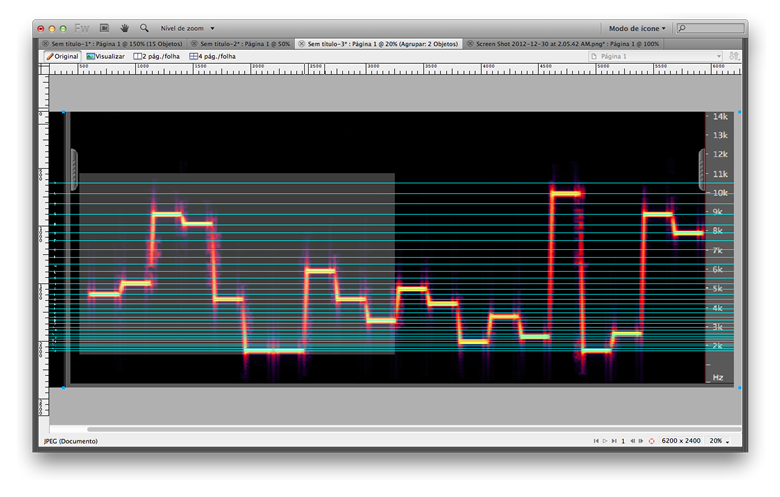 Fw Nível de zoom Modo de ícone
Sem título-1* : Página 1 @ 150% (15 Objetos) Sem título-2* : Página 1 @ 50% Sem título-3* : Página 1 @ 20% (Agrupar: 2 Objetos) Screen Shot 2012-12-30 at 2.05.42 AM.png* : Página 1 @ 100%
Original Visualizar 2 pág./folha 4 pág./folha Página 1
500 1000 1500 2000 2500 3000 3500 4000 4500 5000 5500 6000
14k
13k
12k
11k
10k
9k
8k
7k
6k
5k
4k
3k
2k
Hz
JPEG (Documento) 1 6200 x 2400 20%